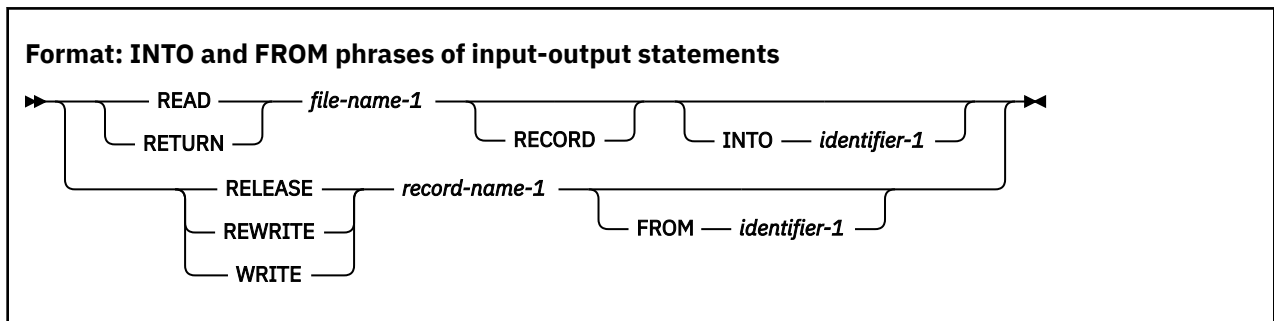 Format: INTO and FROM phrases of input-output statements
READ file-name-1
RETURN RECORD INTO identifier-1
RELEASE record-name-1
REWRITE FROM identifier-1
WRITE